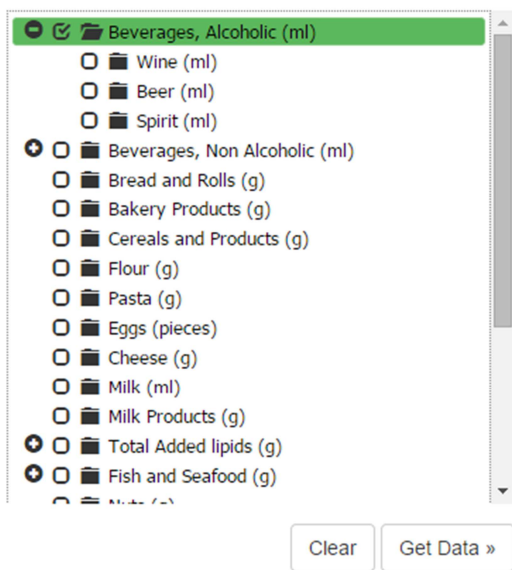 Beverages, Alcoholic (ml)
Wine (ml)
Beer (ml)
Spirit (ml)
Beverages, Non Alcoholic (ml)
Bread and Rolls (g)
Bakery Products (g)
Cereals and Products (g)
Flour (g)
Pasta (g)
Eggs (pieces)
Cheese (g)
Milk (ml)
Milk Products (g)
Total Added lipids (g)
Fish and Seafood (g)
Clear
Get Data »